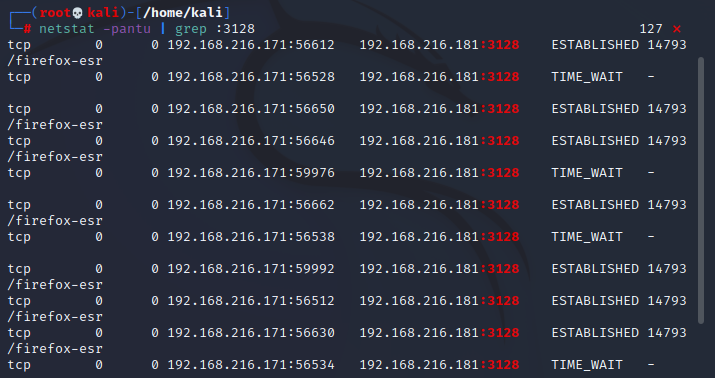 ┌──(root💀kali)-[/home/kali]
└─# netstat -pantu | grep :3128                                                127 ⨯
tcp        0      0 192.168.216.171:56612   192.168.216.181:3128    ESTABLISHED 14793
/firefox-esr
tcp        0      0 192.168.216.171:56528   192.168.216.181:3128    TIME_WAIT   -
tcp        0      0 192.168.216.171:56650   192.168.216.181:3128    ESTABLISHED 14793
/firefox-esr
tcp        0      0 192.168.216.171:56646   192.168.216.181:3128    ESTABLISHED 14793
/firefox-esr
tcp        0      0 192.168.216.171:59976   192.168.216.181:3128    TIME_WAIT   -
tcp        0      0 192.168.216.171:56662   192.168.216.181:3128    ESTABLISHED 14793
/firefox-esr
tcp        0      0 192.168.216.171:56538   192.168.216.181:3128    TIME_WAIT   -
tcp        0      0 192.168.216.171:59992   192.168.216.181:3128    ESTABLISHED 14793
/firefox-esr
tcp        0      0 192.168.216.171:56512   192.168.216.181:3128    ESTABLISHED 14793
/firefox-esr
tcp        0      0 192.168.216.171:56630   192.168.216.181:3128    ESTABLISHED 14793
/firefox-esr
tcp        0      0 192.168.216.171:56534   192.168.216.181:3128    TIME_WAIT   -